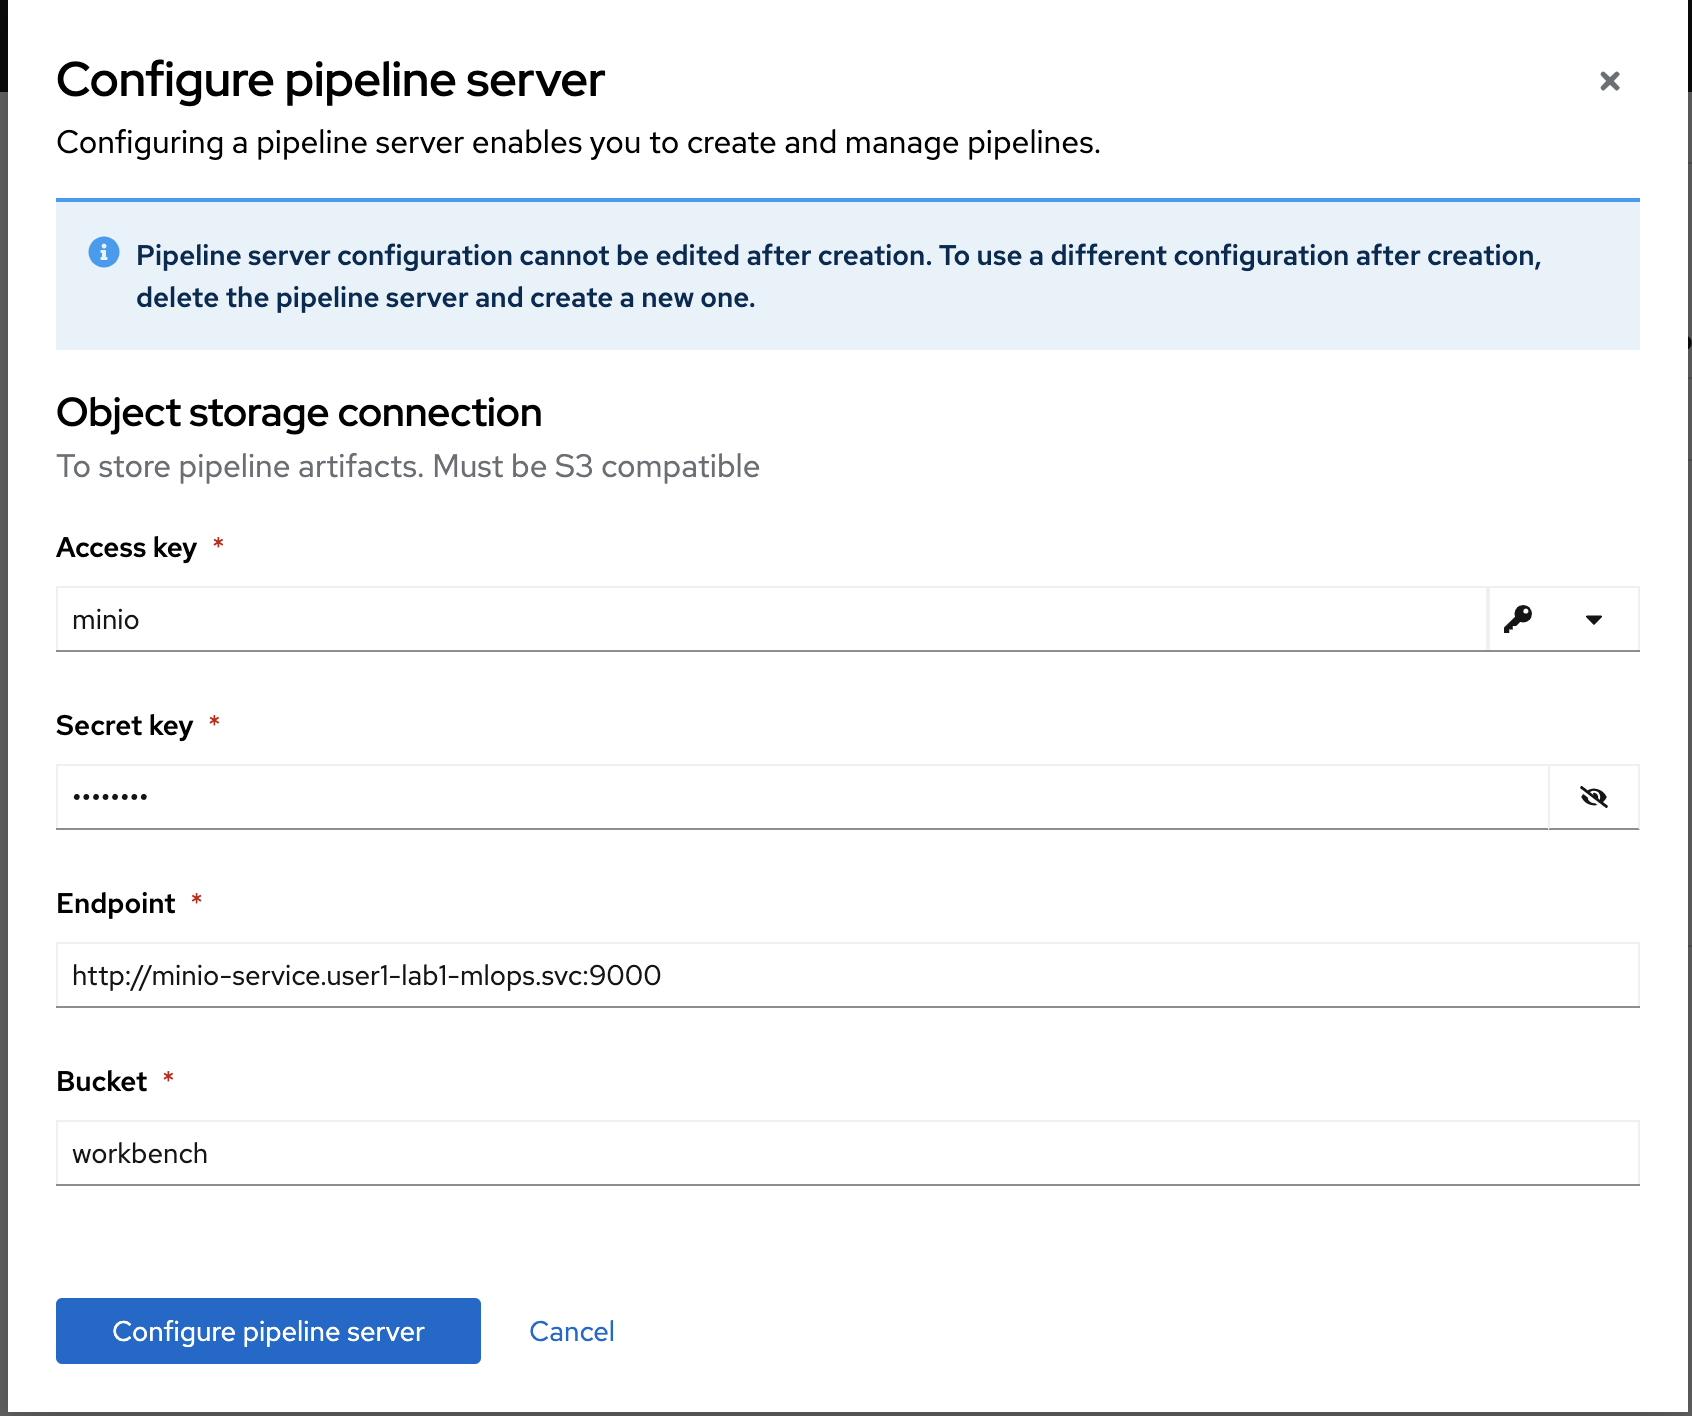 Configure pipeline server
Configuring a pipeline server enables you to create and manage pipelines.
Pipeline server configuration cannot be edited after creation. To use a different configuration after creation,
delete the pipeline server and create a new one.
Object storage connection
To store pipeline artifacts. Must be S3 compatible
Access key *
minio
Secret key *
••••••••
Endpoint *
http://minio-service.user1-lab1-mlops.svc:9000
Bucket *
workbench
Configure pipeline server Cancel